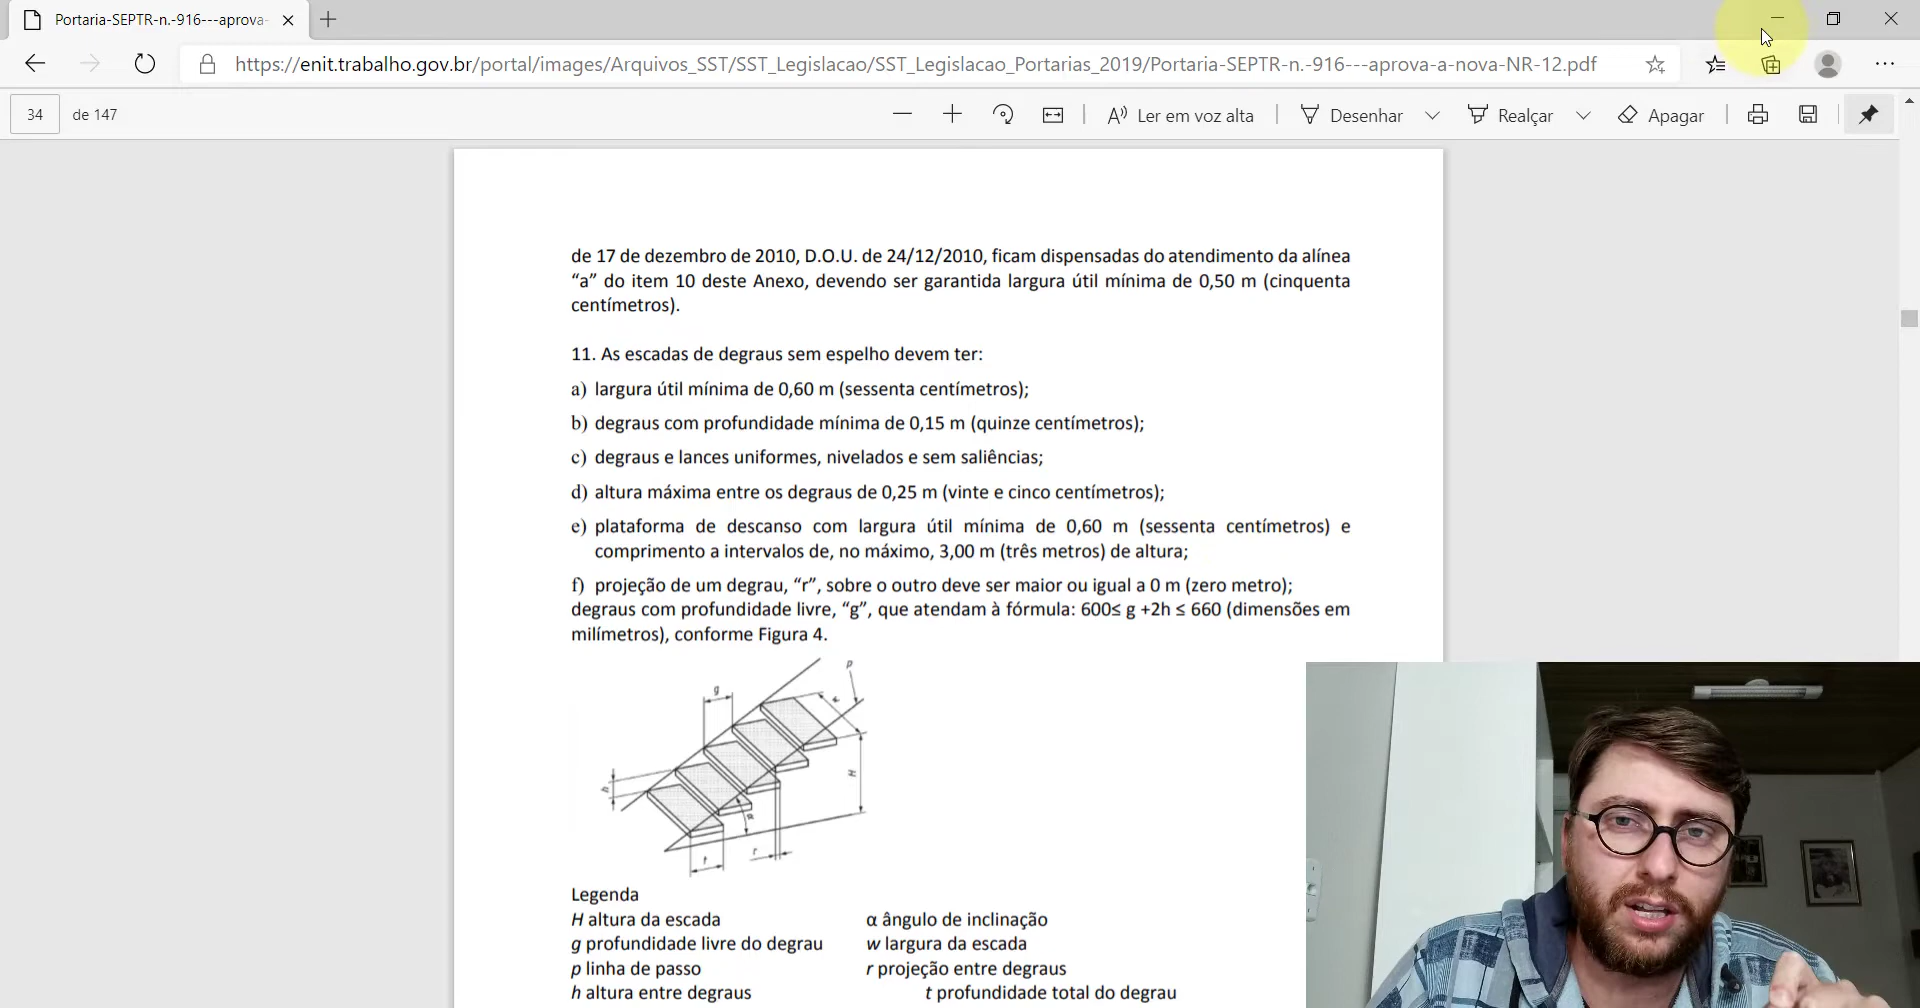 Portaria-SEPTR-n.-916---aprova-
https://enit.trabalho.gov.br/portal/images/Arquivos_SST/SST_Legislacao/SST_Legislacao_Portarias_2019/Portaria-SEPTR-n.-916---aprova-a-nova-NR-12.pdf
34 de 147
Ler em voz alta
Desenhar
Realçar
Apagar
de 17 de dezembro de 2010, D.O.U. de 24/12/2010, ficam dispensadas do atendimento da alínea
“a” do item 10 deste Anexo, devendo ser garantida largura útil mínima de 0,50 m (cinquenta
centímetros).
11. As escadas de degraus sem espelho devem ter:
a) largura útil mínima de 0,60 m (sessenta centímetros);
b) degraus com profundidade mínima de 0,15 m (quinze centímetros);
c) degraus e lances uniformes, nivelados e sem saliências;
d) altura máxima entre os degraus de 0,25 m (vinte e cinco centímetros);
e) plataforma de descanso com largura útil mínima de 0,60 m (sessenta centímetros) e
comprimento a intervalos de, no máximo, 3,00 m (três metros) de altura;
f) projeção de um degrau, “r”, sobre o outro deve ser maior ou igual a 0 m (zero metro);
degraus com profundidade livre, “g”, que atendam à fórmula: 600≤ g +2h ≤ 660 (dimensões em
milímetros), conforme Figura 4.
p
g
H
h
α
r
t
Legenda
H altura da escada
α ângulo de inclinação
g profundidade livre do degrau
w largura da escada
p linha de passo
r projeção entre degraus
h altura entre degraus
t profundidade total do degrau